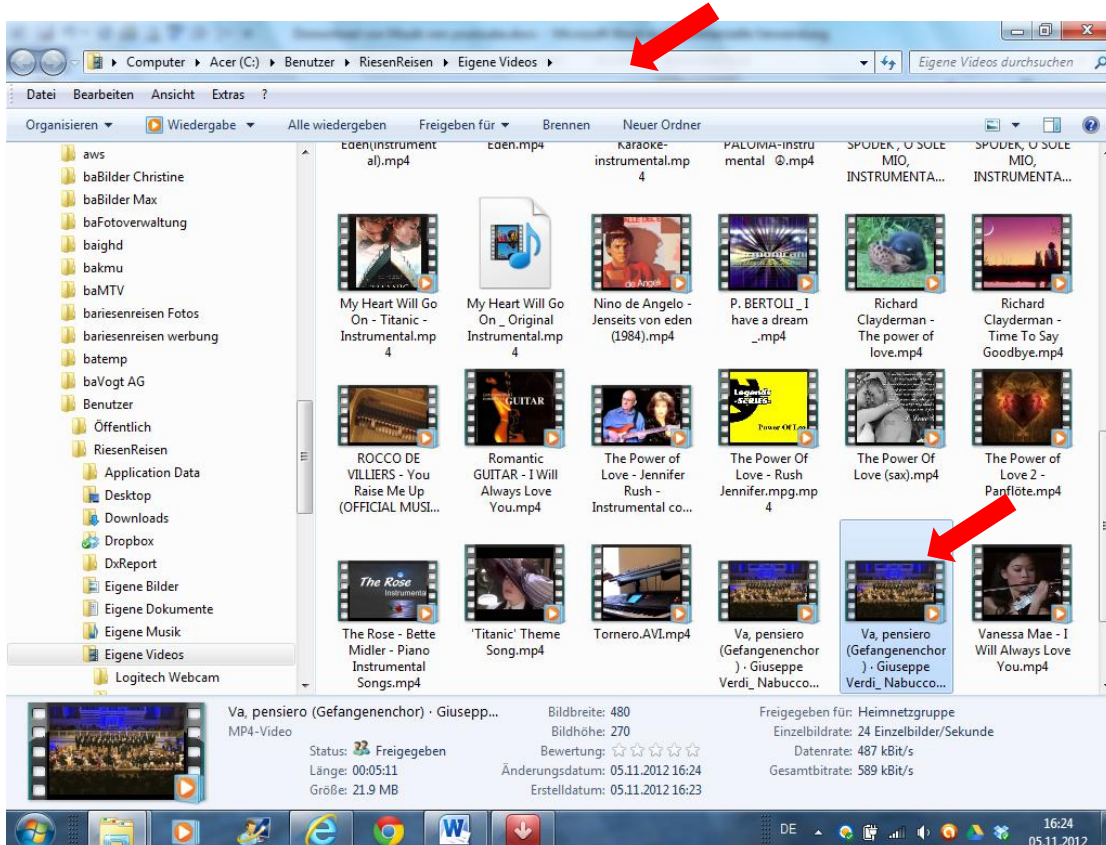 Computer ▸ Acer (C:) ▸ Benutzer ▸ RiesenReisen ▸ Eigene Videos ▸
Eigene Videos durchsuchen
Datei Bearbeiten Ansicht Extras ?
Organisieren Wiedergabe Alle wiedergeben Freigeben für Brennen Neuer Ordner
aws
baBilder Christine
baBilder Max
baFotoverwaltung
baighd
bakmu
baMTV
bariesenreisen Fotos
bariesenreisen werbung
batemp
baVogt AG
Benutzer
Öffentlich
RiesenReisen
Application Data
Desktop
Downloads
Dropbox
DxReport
Eigene Bilder
Eigene Dokumente
Eigene Musik
Eigene Videos
Logitech Webcam
Eden(instrument
al).mp4
Eden.mp4
Karaoke-
instrumental.mp
4
PALOMA-instru
mental ☮.mp4
SPODEK , O SOLE
MIO,
INSTRUMENTA...
SPODEK, O SOLE
MIO,
INSTRUMENTA...
My Heart Will Go
On - Titanic -
Instrumental.mp
4
My Heart Will Go
On _ Original
Instrumental.mp
4
de Angelo
Nino de Angelo -
Jenseits von eden
(1984).mp4
P. BERTOLI _ I
have a dream
_.mp4
Richard
Clayderman -
The power of
love.mp4
Richard
Clayderman -
Time To Say
Goodbye.mp4
ROCCO DE
VILLIERS - You
Raise Me Up
(OFFICIAL MUSI...
GUITAR
Romantic
GUITAR - I Will
Always Love
You.mp4
The Power of
Love - Jennifer
Rush -
Instrumental co...
Legends
-SERIES-
Power Of Lo
The Power Of
Love - Rush
Jennifer.mpg.mp
4
The Power Of
Love (sax).mp4
The Power of
Love 2 -
Panflöte.mp4
The Rose
Instrumental
The Rose - Bette
Midler - Piano
Instrumental
Songs.mp4
'Titanic' Theme
Song.mp4
Tornero.AVI.mp4
Va, pensiero
(Gefangenenchor
) · Giuseppe
Verdi_ Nabucco...
Va, pensiero
(Gefangenenchor
) · Giuseppe
Verdi_ Nabucco...
Vanessa Mae - I
Will Always Love
You.mp4
Va, pensiero (Gefangenenchor) · Giusepp...
MP4-Video
Status: Freigegeben
Länge: 00:05:11
Größe: 21.9 MB
Bildbreite: 480
Bildhöhe: 270
Bewertung:
Änderungsdatum: 05.11.2012 16:24
Erstelldatum: 05.11.2012 16:23
Freigegeben für: Heimnetzgruppe
Einzelbildrate: 24 Einzelbilder/Sekunde
Datenrate: 487 kBit/s
Gesamtbitrate: 589 kBit/s
DE
16:24
05.11.2012